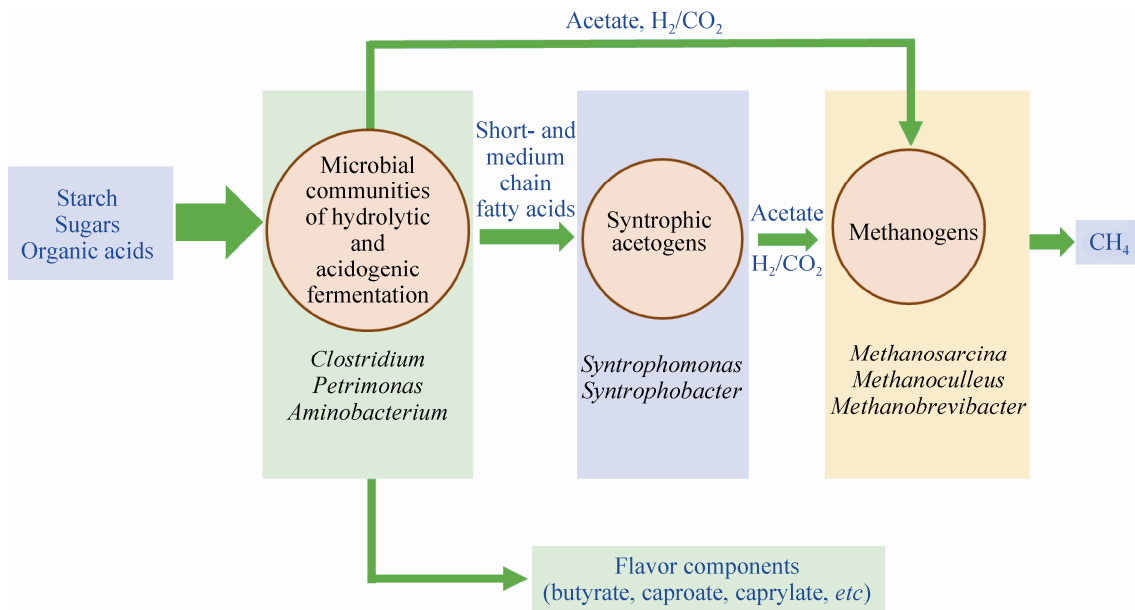 Acetate, H₂/CO₂
Starch
Sugars
Organic acids
Microbial
communities
of hydrolytic
and
acidogenic
fermentation
Clostridium
Petrimonas
Aminobacterium
Short- and
medium
chain
fatty acids
Syntrophic
acetogens
Syntrophomonas
Syntrophobacter
Acetate
H₂/CO₂
Methanogens
Methanosarcina
Methanoculleus
Methanobrevibacter
CH₄
Flavor components
(butyrate, caproate, caprylate, etc)